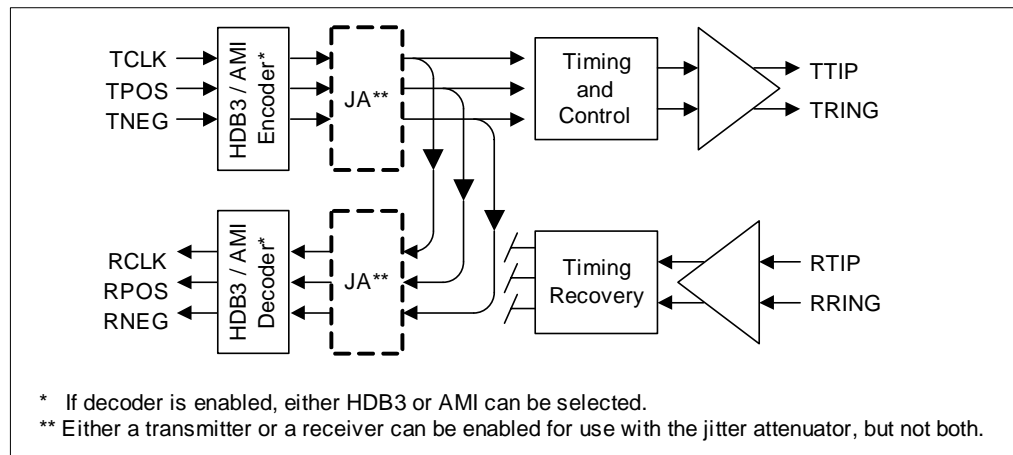 TCLK
TPOS
TNEG
HDB3 / AMI
Encoder*
JA**
Timing
and
Control
TTIP
TRING
RCLK
RPOS
RNEG
HDB3 / AMI
Decoder*
JA**
Timing
Recovery
RTIP
RRING
* If decoder is enabled, either HDB3 or AMI can be selected.
** Either a transmitter or a receiver can be enabled for use with the jitter attenuator, but not both.